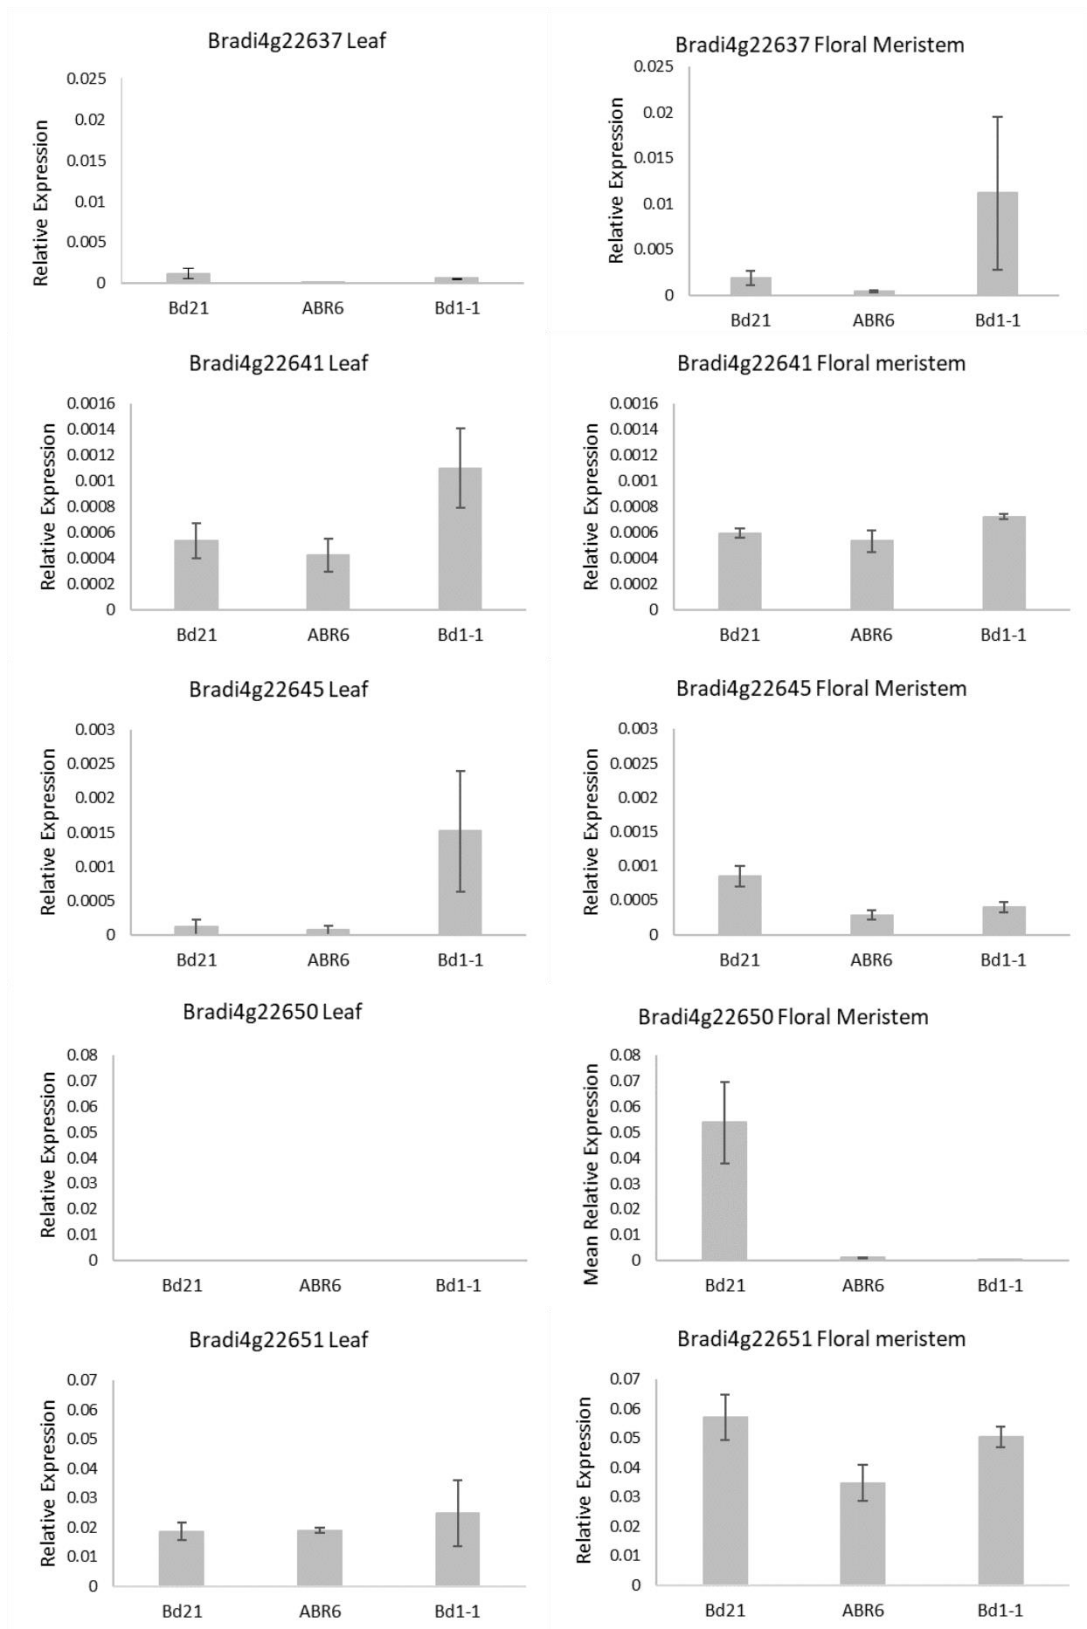 Bradi4g22637 Leaf
Relative Expression
0.025
0.02
0.015
0.01
0.005
0
Bd21 ABR6 Bd1-1
Bradi4g22637 Floral Meristem
Relative Expression
0.025
0.02
0.015
0.01
0.005
0
Bd21 ABR6 Bd1-1
Bradi4g22641 Leaf
Relative Expression
0.0016
0.0014
0.0012
0.001
0.0008
0.0006
0.0004
0.0002
0
Bd21 ABR6 Bd1-1
Bradi4g22641 Floral meristem
Relative Expression
0.0016
0.0014
0.0012
0.001
0.0008
0.0006
0.0004
0.0002
0
Bd21 ABR6 Bd1-1
Bradi4g22645 Leaf
Relative Expression
0.003
0.0025
0.002
0.0015
0.001
0.0005
0
Bd21 ABR6 Bd1-1
Bradi4g22645 Floral Meristem
Relative Expression
0.003
0.0025
0.002
0.0015
0.001
0.0005
0
Bd21 ABR6 Bd1-1
Bradi4g22650 Leaf
Relative Expression
0.08
0.07
0.06
0.05
0.04
0.03
0.02
0.01
0
Bd21 ABR6 Bd1-1
Bradi4g22650 Floral Meristem
Mean Relative Expression
0.08
0.07
0.06
0.05
0.04
0.03
0.02
0.01
0
Bd21 ABR6 Bd1-1
Bradi4g22651 Leaf
Relative Expression
0.07
0.06
0.05
0.04
0.03
0.02
0.01
0
Bd21 ABR6 Bd1-1
Bradi4g22651 Floral meristem
Relative Expression
0.07
0.06
0.05
0.04
0.03
0.02
0.01
0
Bd21 ABR6 Bd1-1